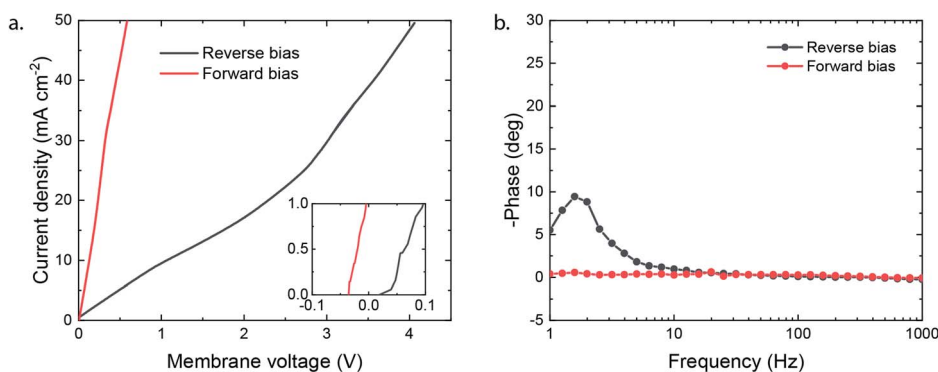 a.
Current density (mA cm⁻²)
50
40
30
20
10
0
Reverse bias
Forward bias
1.0
0.5
0.0
-0.1
0.0
0.1
0
1
2
3
4
Membrane voltage (V)
b.
-Phase (deg)
30
25
20
15
10
5
0
-5
Reverse bias
Forward bias
1
10
100
1000
Frequency (Hz)